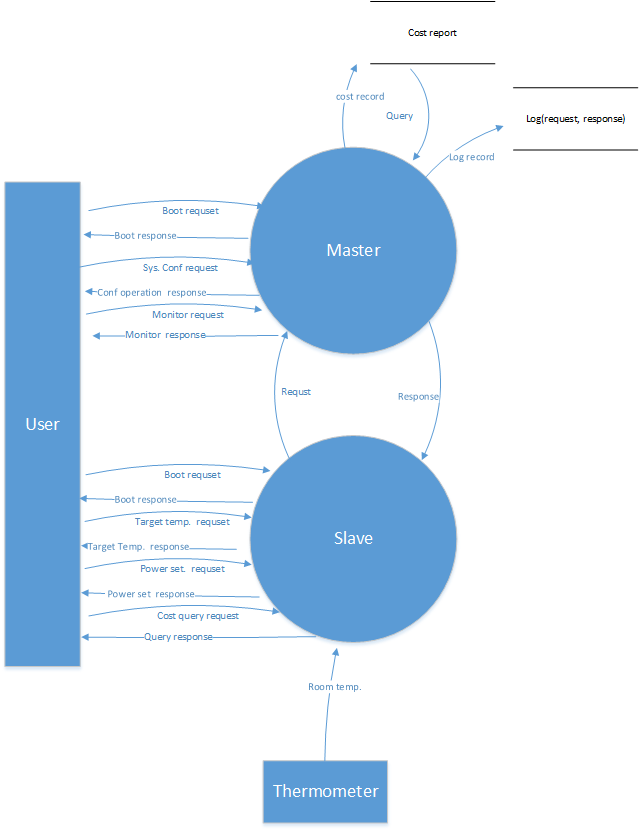 Cost report
cost record
Query
Log(request, response)
Log record
Boot requset
Boot response
Master
Sys. Conf request
Conf operation response
Monitor request
Monitor response
Requst
Response
User
Boot requset
Boot response
Target temp. requset
Slave
Target Temp. response
Power set. requset
Power set response
Cost query request
Query response
Room temp.
Thermometer